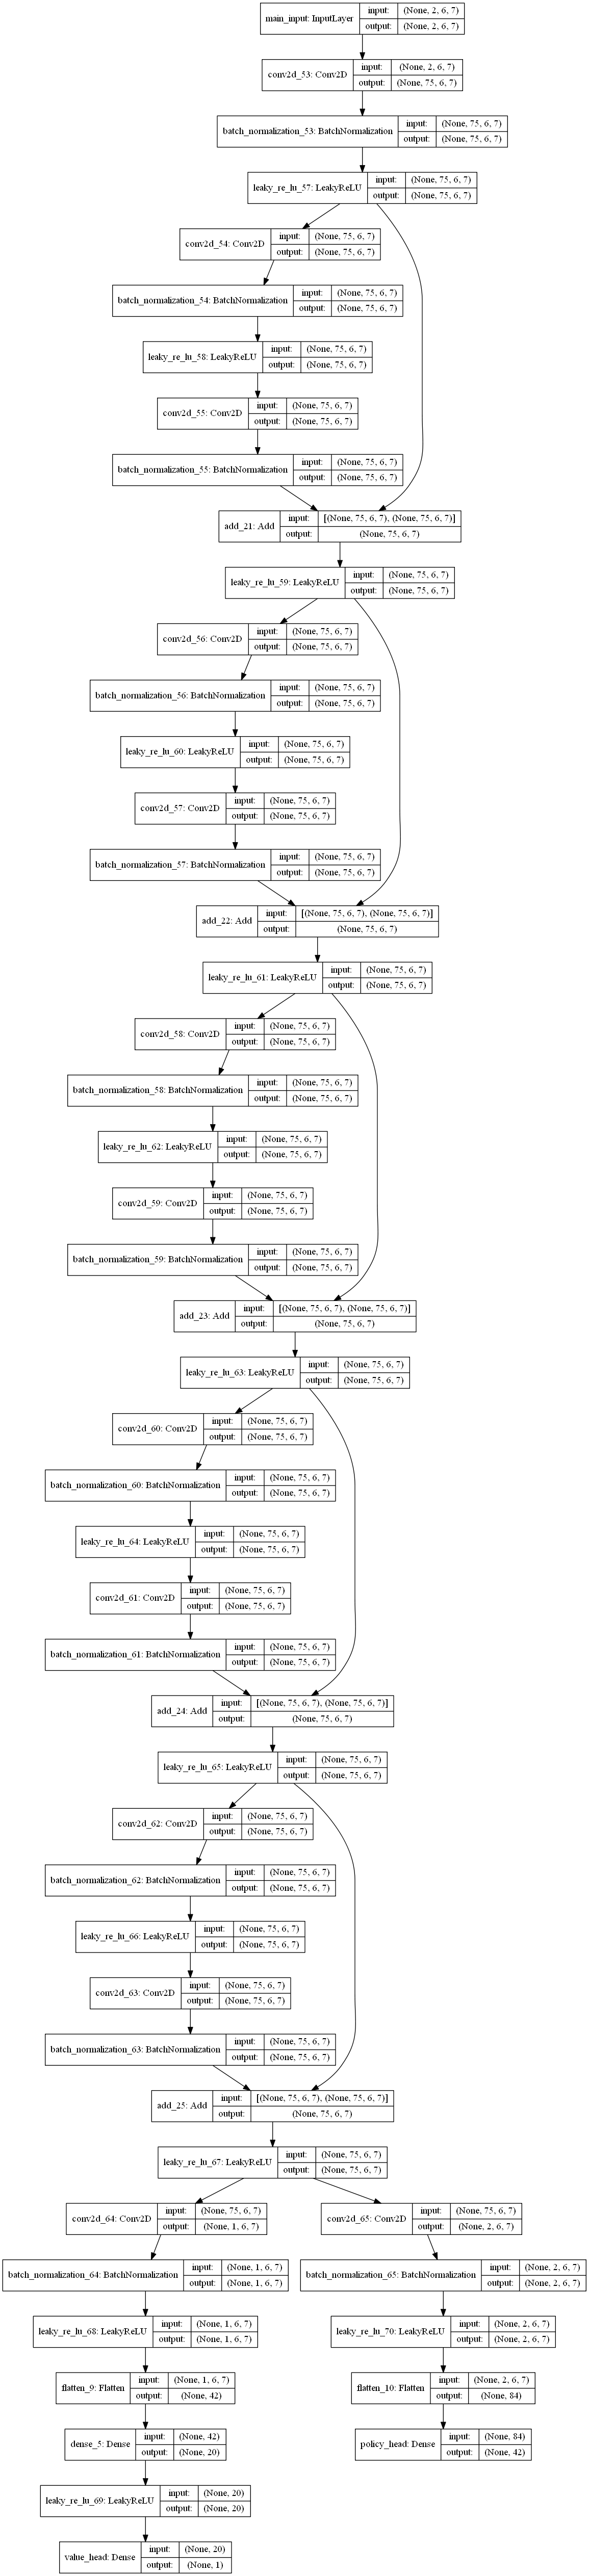 main_input: InputLayer
input: (None, 2, 6, 7)
output: (None, 2, 6, 7)
conv2d_53: Conv2D
input: (None, 2, 6, 7)
output: (None, 75, 6, 7)
batch_normalization_53: BatchNormalization
input: (None, 75, 6, 7)
output: (None, 75, 6, 7)
leaky_re_lu_57: LeakyReLU
input: (None, 75, 6, 7)
output: (None, 75, 6, 7)
conv2d_54: Conv2D
input: (None, 75, 6, 7)
output: (None, 75, 6, 7)
batch_normalization_54: BatchNormalization
input: (None, 75, 6, 7)
output: (None, 75, 6, 7)
leaky_re_lu_58: LeakyReLU
input: (None, 75, 6, 7)
output: (None, 75, 6, 7)
conv2d_55: Conv2D
input: (None, 75, 6, 7)
output: (None, 75, 6, 7)
batch_normalization_55: BatchNormalization
input: (None, 75, 6, 7)
output: (None, 75, 6, 7)
add_21: Add
input: [(None, 75, 6, 7), (None, 75, 6, 7)]
output: (None, 75, 6, 7)
leaky_re_lu_59: LeakyReLU
input: (None, 75, 6, 7)
output: (None, 75, 6, 7)
conv2d_56: Conv2D
input: (None, 75, 6, 7)
output: (None, 75, 6, 7)
batch_normalization_56: BatchNormalization
input: (None, 75, 6, 7)
output: (None, 75, 6, 7)
leaky_re_lu_60: LeakyReLU
input: (None, 75, 6, 7)
output: (None, 75, 6, 7)
conv2d_57: Conv2D
input: (None, 75, 6, 7)
output: (None, 75, 6, 7)
batch_normalization_57: BatchNormalization
input: (None, 75, 6, 7)
output: (None, 75, 6, 7)
add_22: Add
input: [(None, 75, 6, 7), (None, 75, 6, 7)]
output: (None, 75, 6, 7)
leaky_re_lu_61: LeakyReLU
input: (None, 75, 6, 7)
output: (None, 75, 6, 7)
conv2d_58: Conv2D
input: (None, 75, 6, 7)
output: (None, 75, 6, 7)
batch_normalization_58: BatchNormalization
input: (None, 75, 6, 7)
output: (None, 75, 6, 7)
leaky_re_lu_62: LeakyReLU
input: (None, 75, 6, 7)
output: (None, 75, 6, 7)
conv2d_59: Conv2D
input: (None, 75, 6, 7)
output: (None, 75, 6, 7)
batch_normalization_59: BatchNormalization
input: (None, 75, 6, 7)
output: (None, 75, 6, 7)
add_23: Add
input: [(None, 75, 6, 7), (None, 75, 6, 7)]
output: (None, 75, 6, 7)
leaky_re_lu_63: LeakyReLU
input: (None, 75, 6, 7)
output: (None, 75, 6, 7)
conv2d_60: Conv2D
input: (None, 75, 6, 7)
output: (None, 75, 6, 7)
batch_normalization_60: BatchNormalization
input: (None, 75, 6, 7)
output: (None, 75, 6, 7)
leaky_re_lu_64: LeakyReLU
input: (None, 75, 6, 7)
output: (None, 75, 6, 7)
conv2d_61: Conv2D
input: (None, 75, 6, 7)
output: (None, 75, 6, 7)
batch_normalization_61: BatchNormalization
input: (None, 75, 6, 7)
output: (None, 75, 6, 7)
add_24: Add
input: [(None, 75, 6, 7), (None, 75, 6, 7)]
output: (None, 75, 6, 7)
leaky_re_lu_65: LeakyReLU
input: (None, 75, 6, 7)
output: (None, 75, 6, 7)
conv2d_62: Conv2D
input: (None, 75, 6, 7)
output: (None, 75, 6, 7)
batch_normalization_62: BatchNormalization
input: (None, 75, 6, 7)
output: (None, 75, 6, 7)
leaky_re_lu_66: LeakyReLU
input: (None, 75, 6, 7)
output: (None, 75, 6, 7)
conv2d_63: Conv2D
input: (None, 75, 6, 7)
output: (None, 75, 6, 7)
batch_normalization_63: BatchNormalization
input: (None, 75, 6, 7)
output: (None, 75, 6, 7)
add_25: Add
input: [(None, 75, 6, 7), (None, 75, 6, 7)]
output: (None, 75, 6, 7)
leaky_re_lu_67: LeakyReLU
input: (None, 75, 6, 7)
output: (None, 75, 6, 7)
conv2d_64: Conv2D
input: (None, 75, 6, 7)
output: (None, 1, 6, 7)
batch_normalization_64: BatchNormalization
input: (None, 1, 6, 7)
output: (None, 1, 6, 7)
leaky_re_lu_68: LeakyReLU
input: (None, 1, 6, 7)
output: (None, 1, 6, 7)
flatten_9: Flatten
input: (None, 1, 6, 7)
output: (None, 42)
dense_5: Dense
input: (None, 42)
output: (None, 20)
leaky_re_lu_69: LeakyReLU
input: (None, 20)
output: (None, 20)
value_head: Dense
input: (None, 20)
output: (None, 1)
conv2d_65: Conv2D
input: (None, 75, 6, 7)
output: (None, 2, 6, 7)
batch_normalization_65: BatchNormalization
input: (None, 2, 6, 7)
output: (None, 2, 6, 7)
leaky_re_lu_70: LeakyReLU
input: (None, 2, 6, 7)
output: (None, 2, 6, 7)
flatten_10: Flatten
input: (None, 2, 6, 7)
output: (None, 84)
policy_head: Dense
input: (None, 84)
output: (None, 42)